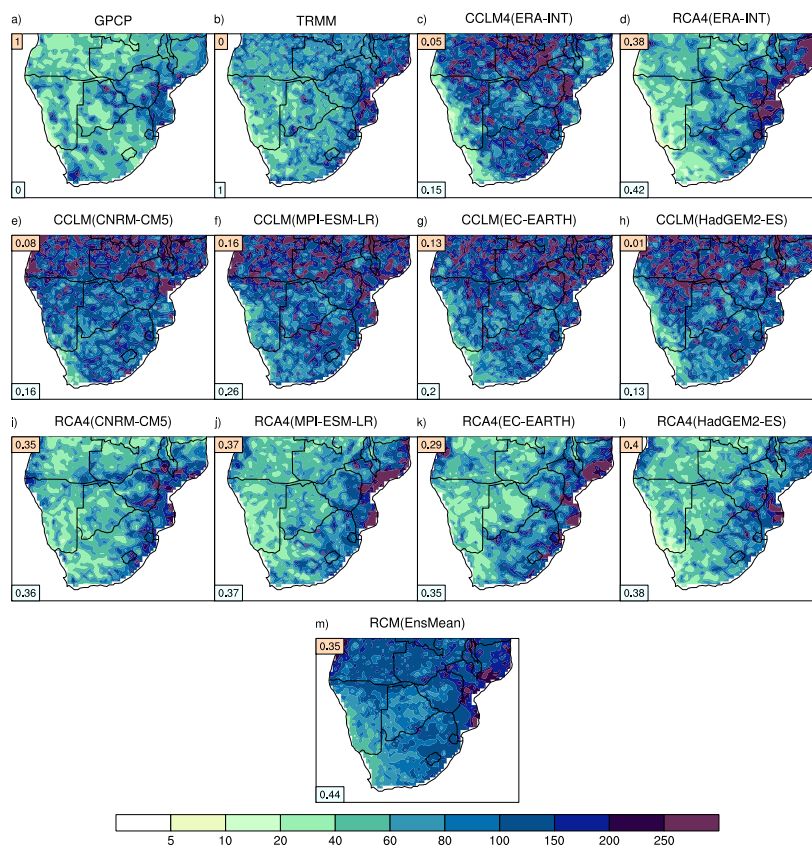 a) GPCP b) TRMM c) CCLM4(ERA-INT) d) RCA4(ERA-INT)
1 0 0.05 0.38
0 1 0.15 0.42
e) CCLM(CNRM-CM5) f) CCLM(MPI-ESM-LR) g) CCLM(EC-EARTH) h) CCLM(HadGEM2-ES)
0.08 0.16 0.13 0.01
0.16 0.26 0.2 0.13
i) RCA4(CNRM-CM5) j) RCA4(MPI-ESM-LR) k) RCA4(EC-EARTH) l) RCA4(HadGEM2-ES)
0.35 0.37 0.29 0.4
0.36 0.37 0.35 0.38
m) RCM(EnsMean)
0.35
0.44
5 10 20 40 60 80 100 150 200 250